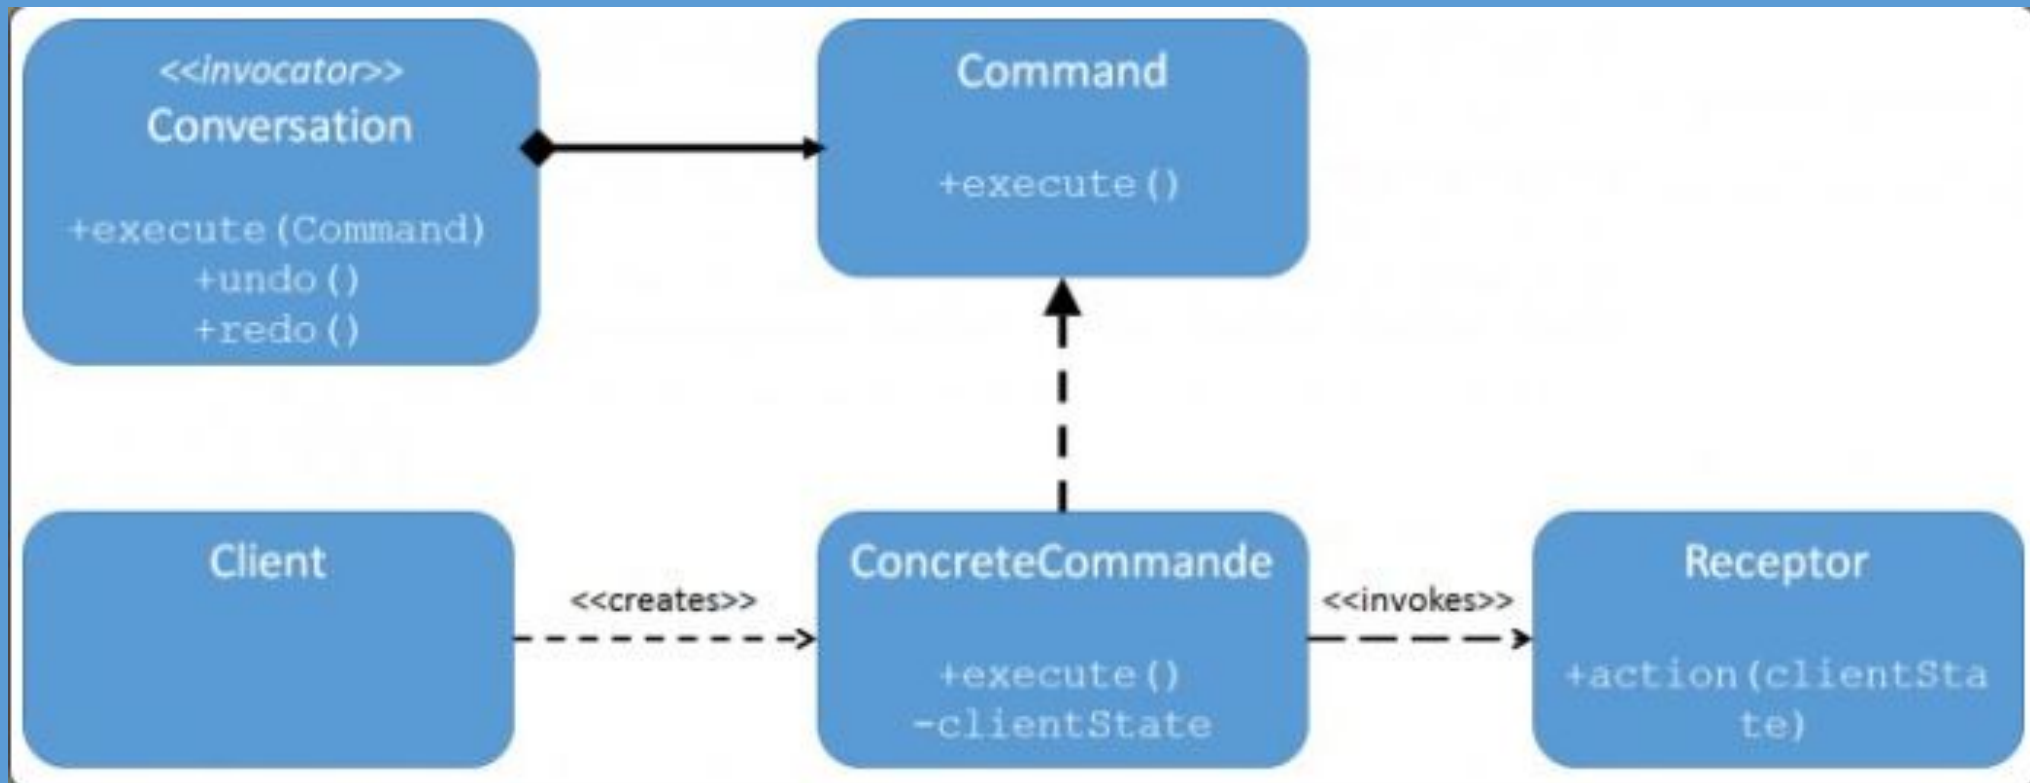 <<invocator>>
Conversation
+execute(Command)
+undo()
+redo()
Command
+execute()
Client
<<creates>>
ConcreteCommande
+execute()
-clientState
<<invokes>>
Receptor
+action(clientSta
te)